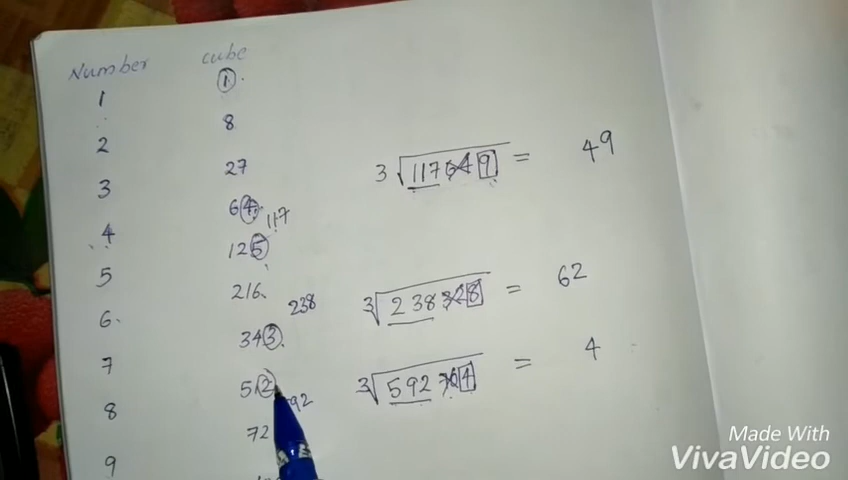 Number cube
1 1.
2 8
3 27
4 64 117
5 125
6. 216. 238
7 343.
8 512 92
9 72
3√117649 = 49
3√238328 = 62
3√592704 = 4
Made With
VivaVideo